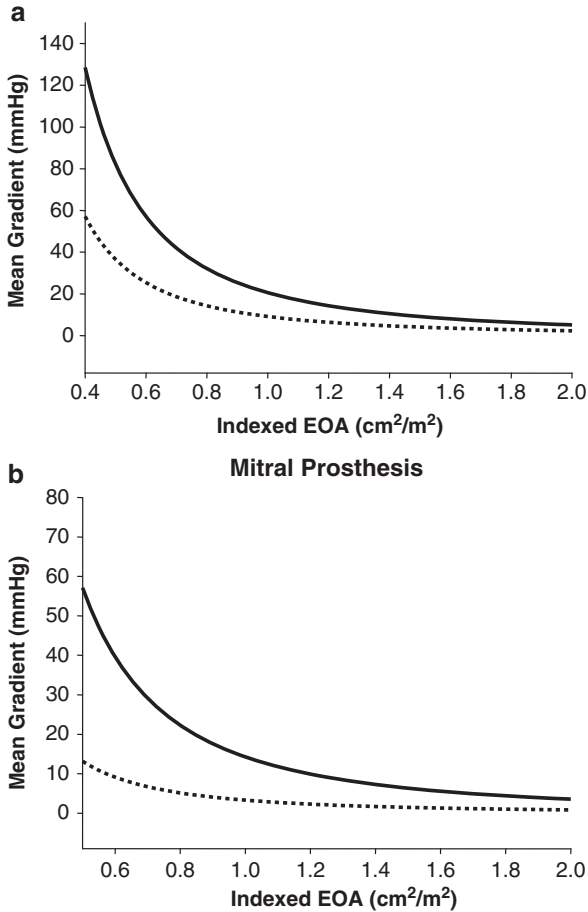 a
140
120
100
80
60
40
20
0
Mean Gradient (mmHg)
0.4 0.6 0.8 1.0 1.2 1.4 1.6 1.8 2.0
Indexed EOA (cm²/m²)
b
Mitral Prosthesis
80
70
60
50
40
30
20
10
0
Mean Gradient (mmHg)
0.6 0.8 1.0 1.2 1.4 1.6 1.8 2.0
Indexed EOA (cm²/m²)